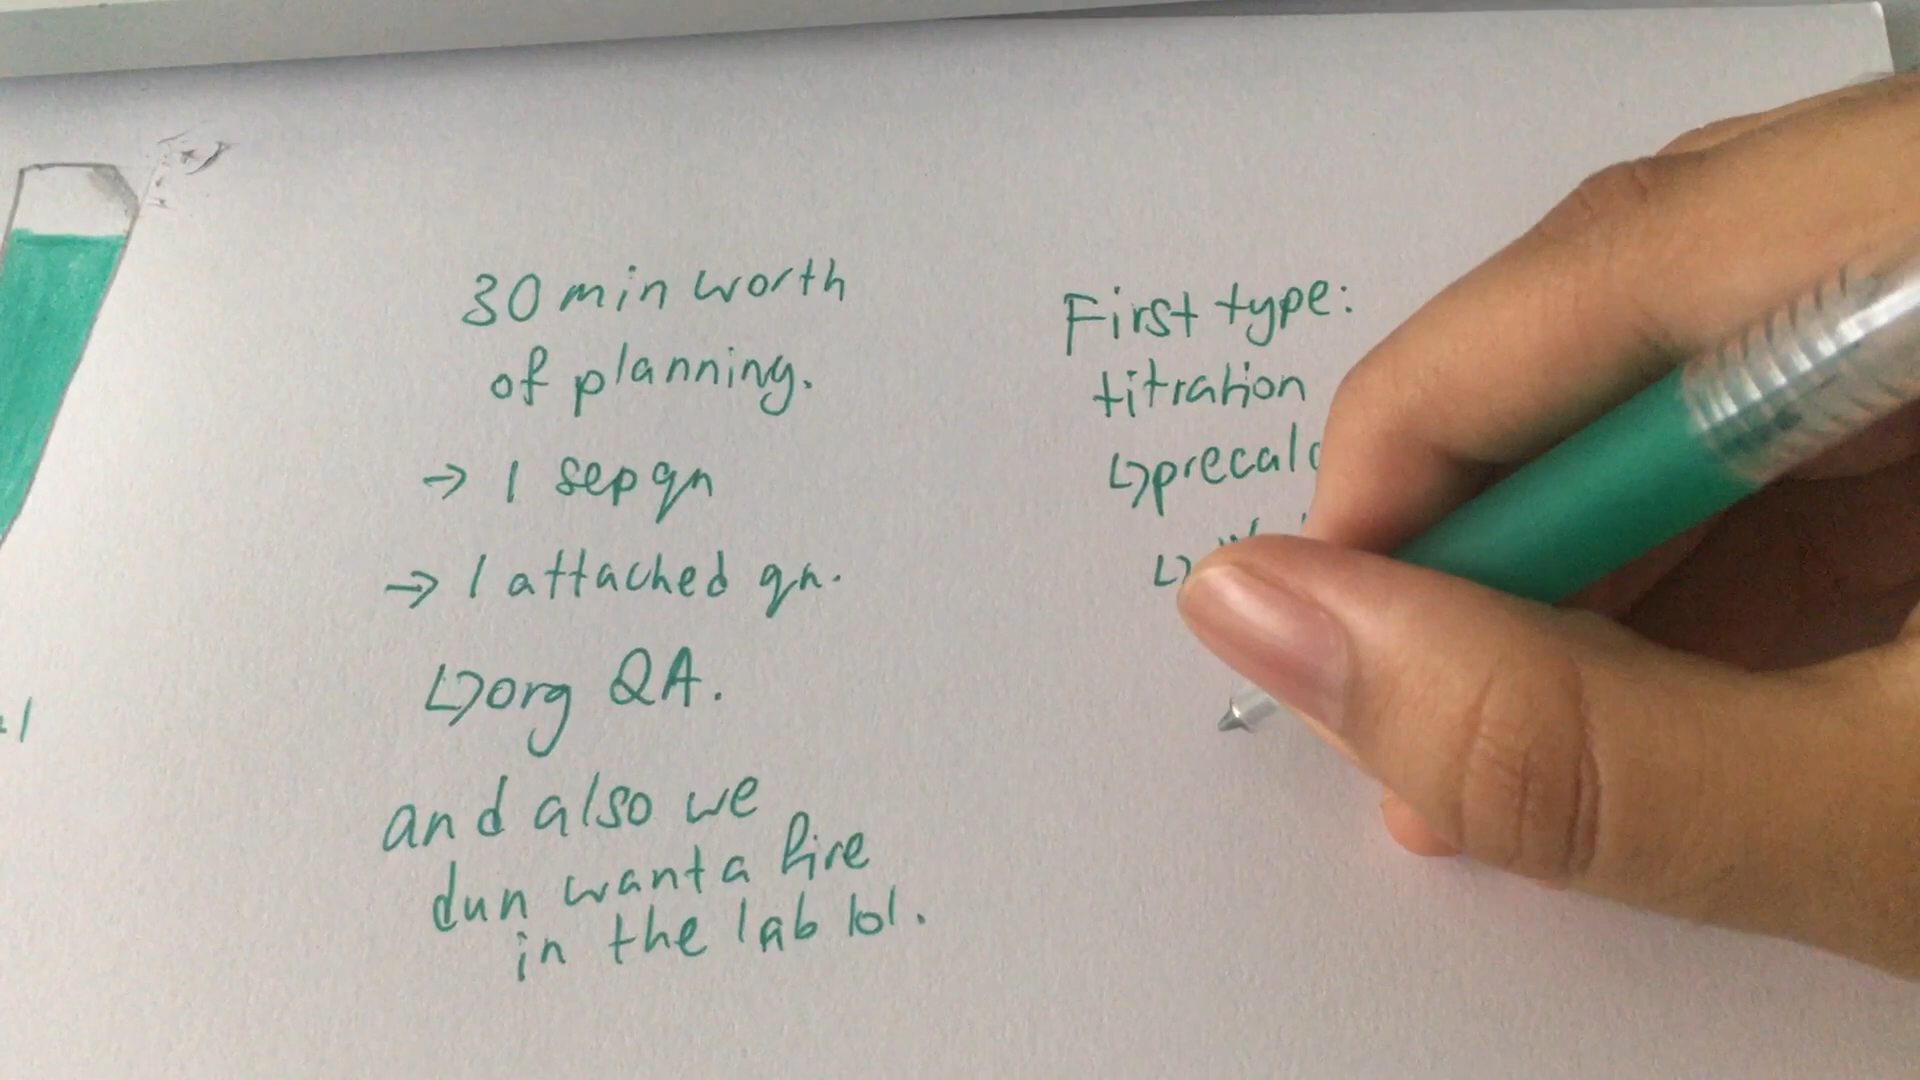 30 min worth
of planning.
→ 1 sep qn
→ 1 attached qn.
↳ org QA.
and also we
dun want a fire
in the lab lol.
First type:
titration
↳ precalc